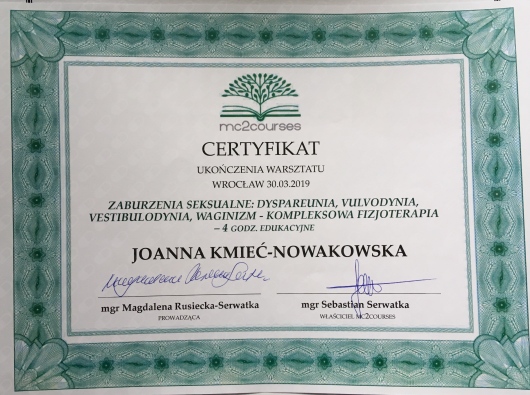 mc2courses
CERTYFIKAT
UKOŃCZENIA WARSZTATU
WROCŁAW 30.03.2019
ZABURZENIA SEKSUALNE: DYSPAREUNIA, VULVODYNIA,
VESTIBULODYNIA, WAGINIZM - KOMPLEKSOWA FIZJOTERAPIA
– 4 GODZ. EDUKACYJNE
JOANNA KMIEĆ-NOWAKOWSKA
mgr Magdalena Rusiecka-Serwatka
PROWADZĄCA
mgr Sebastian Serwatka
WŁAŚCICIEL MC2COURSES